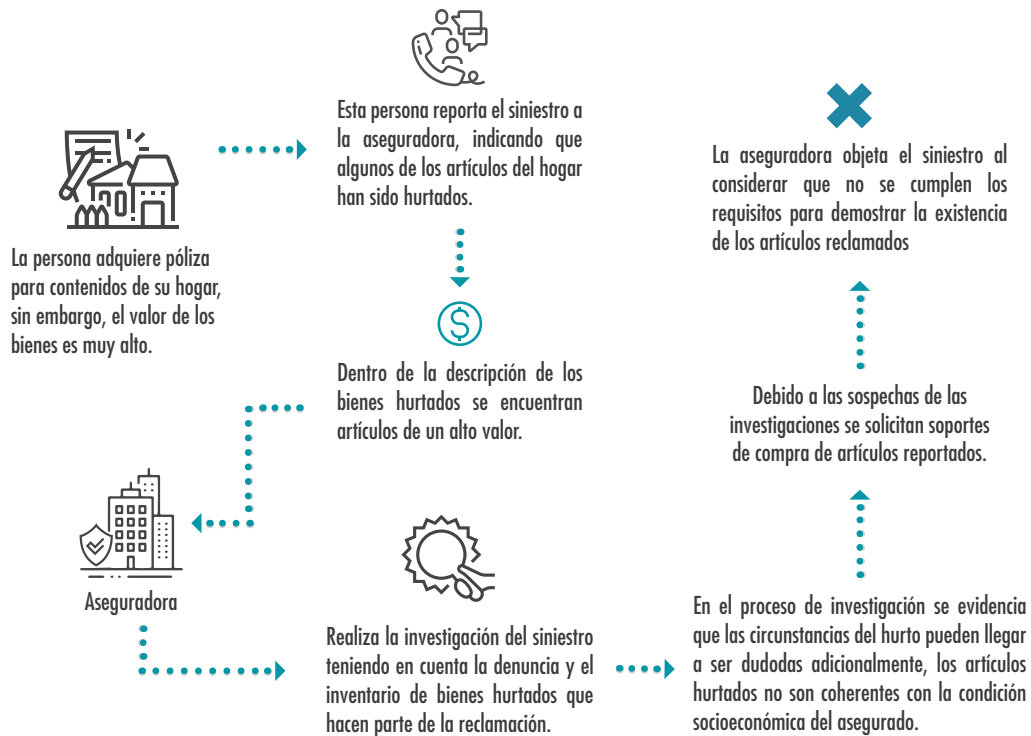 La persona adquiere póliza
para contenidos de su hogar,
sin embargo, el valor de los
bienes es muy alto.
Esta persona reporta el siniestro a
la aseguradora, indicando que
algunos de los artículos del hogar
han sido hurtados.
$
Dentro de la descripción de los
bienes hurtados se encuentran
artículos de un alto valor.
Aseguradora
Realiza la investigación del siniestro
teniendo en cuenta la denuncia y el
inventario de bienes hurtados que
hacen parte de la reclamación.
En el proceso de investigación se evidencia
que las circunstancias del hurto pueden llegar
a ser dudodas adicionalmente, los artículos
hurtados no son coherentes con la condición
socioeconómica del asegurado.
Debido a las sospechas de las
investigaciones se solicitan soportes
de compra de artículos reportados.
La aseguradora objeta el siniestro al
considerar que no se cumplen los
requisitos para demostrar la existencia
de los artículos reclamados